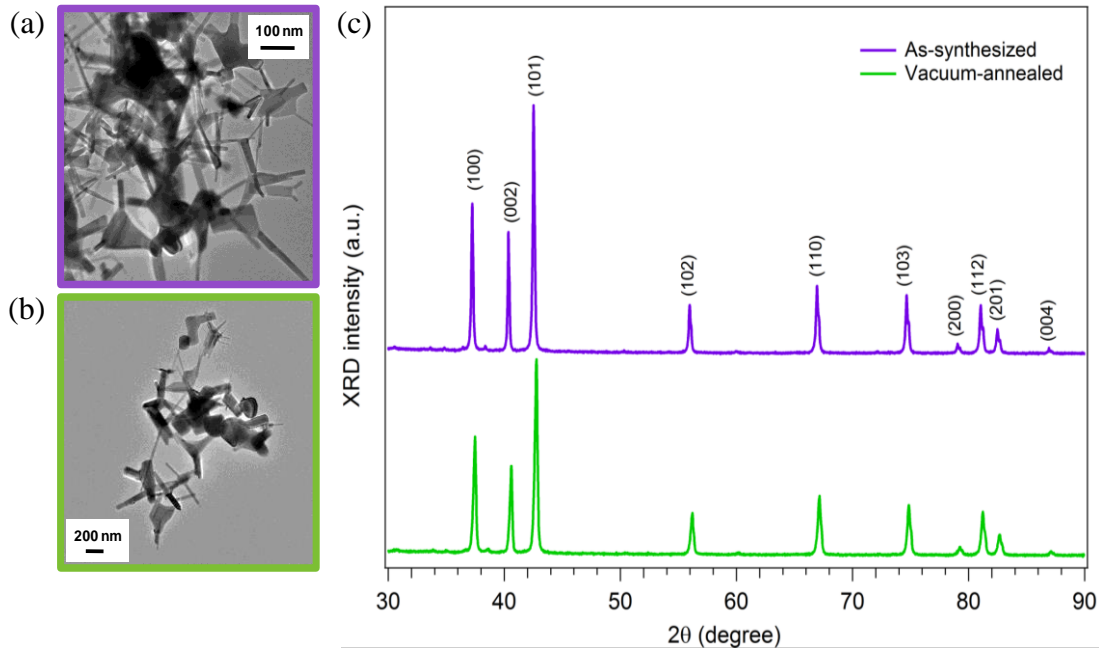 (a)
100 nm
(b)
200 nm
(c)
As-synthesized
Vacuum-annealed
(100)
(002)
(101)
(102)
(110)
(103)
(200)
(112)
(201)
(004)
XRD intensity (a.u.)
30 40 50 60 70 80 90
2θ (degree)